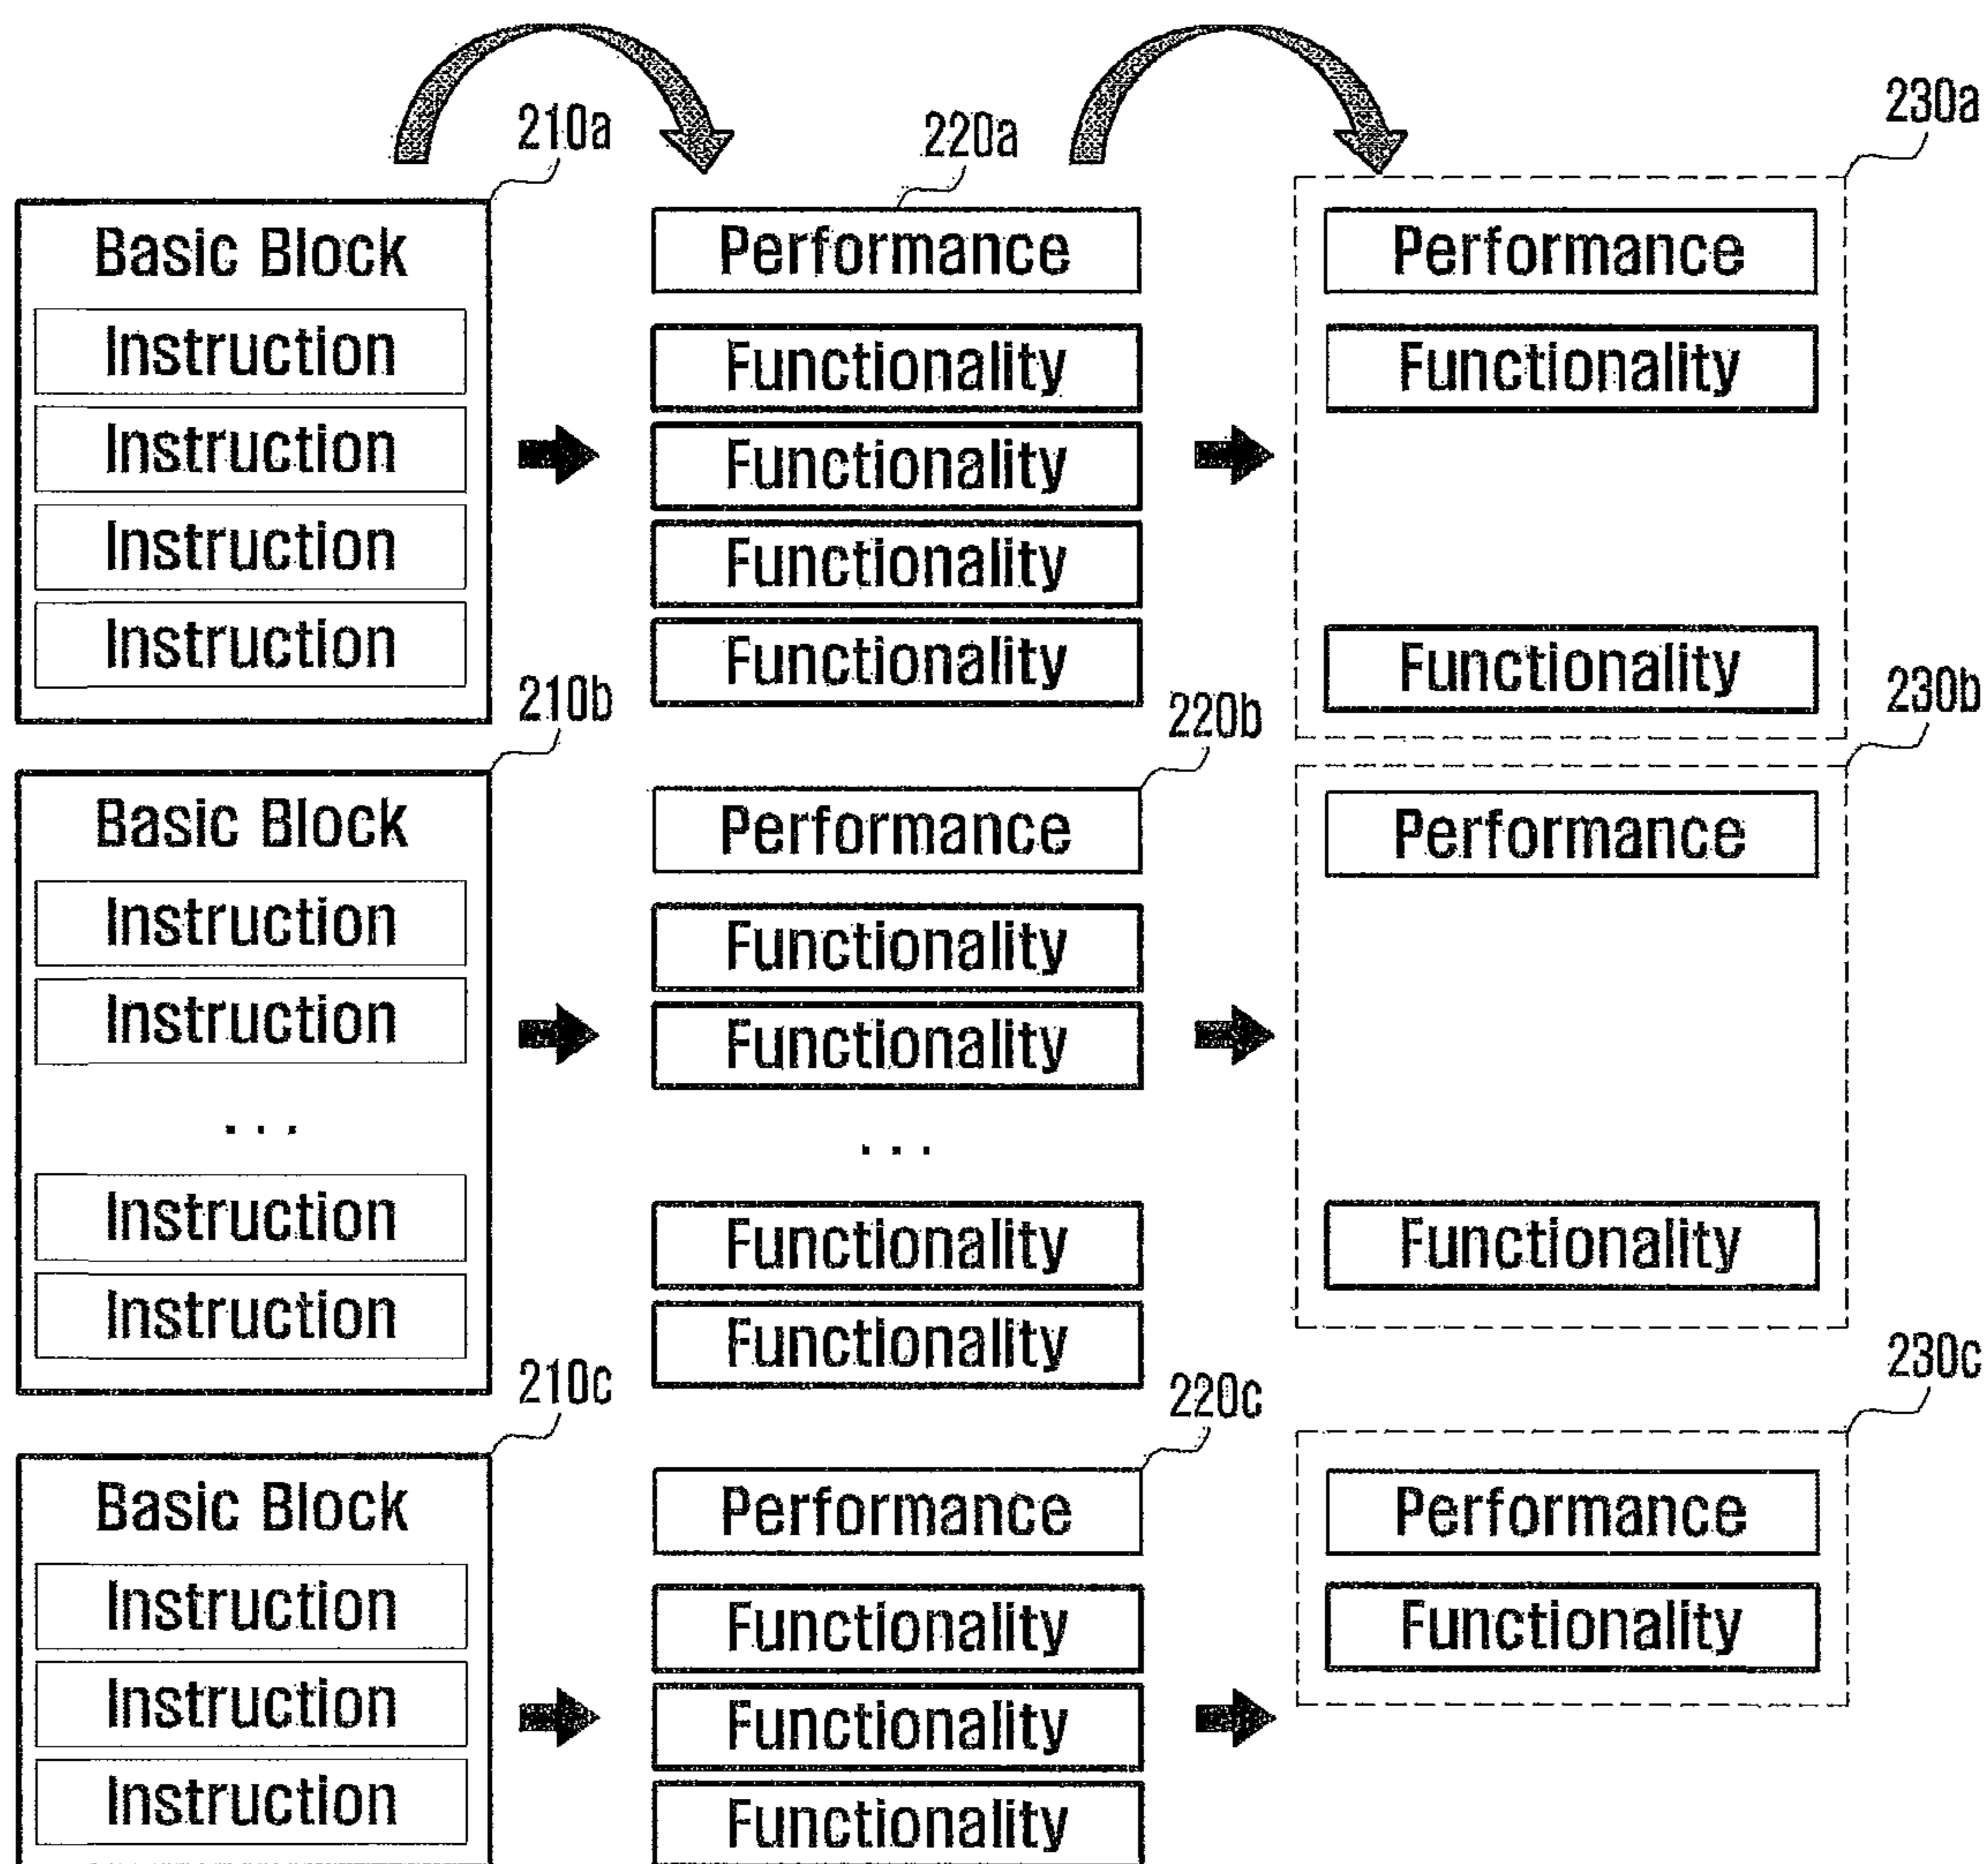 210a
220a
230a
Basic Block
Instruction
Instruction
Instruction
Instruction
Performance
Functionality
Functionality
Functionality
Functionality
Performance
Functionality
Functionality
210b
220b
230b
Basic Block
Instruction
Instruction
...
Instruction
Instruction
Performance
Functionality
Functionality
...
Functionality
Functionality
Performance
Functionality
210c
220c
230c
Basic Block
Instruction
Instruction
Instruction
Performance
Functionality
Functionality
Functionality
Performance
Functionality